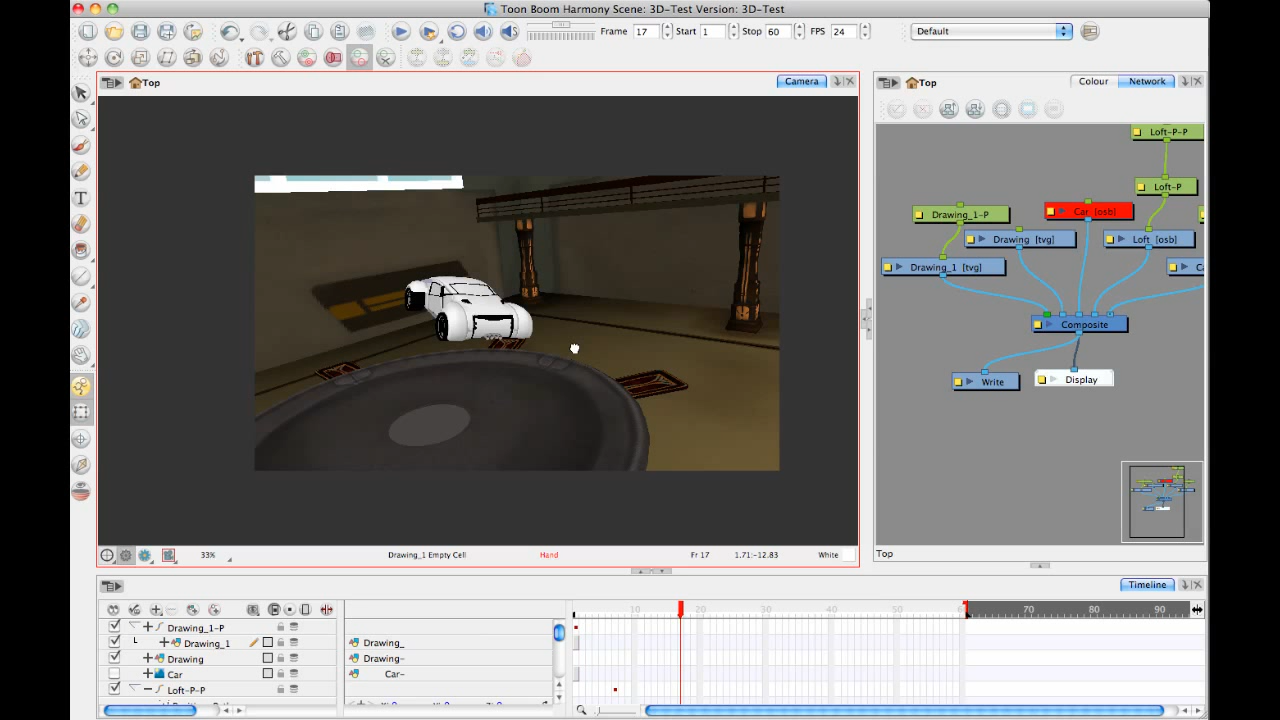 Toon Boom Harmony Scene: 3D-Test Version: 3D-Test
Frame 17 Start 1 Stop 60 FPS 24 Default
Top Camera
Top Colour Network
Loft-P-P
Loft-P
Drawing_1-P Car [osb]
Drawing [tvg] Loft [osb]
Drawing_1 [tvg]
Composite
Write Display
T
33% Drawing_1 Empty Cell Hand Fr 17 1.71:-12.83 White
Top
Timeline
10 20 30 40 50 60 70 80 90
Drawing_1-P
Drawing_1 Drawing_
Drawing Drawing-
Car Car-
Loft-P-P